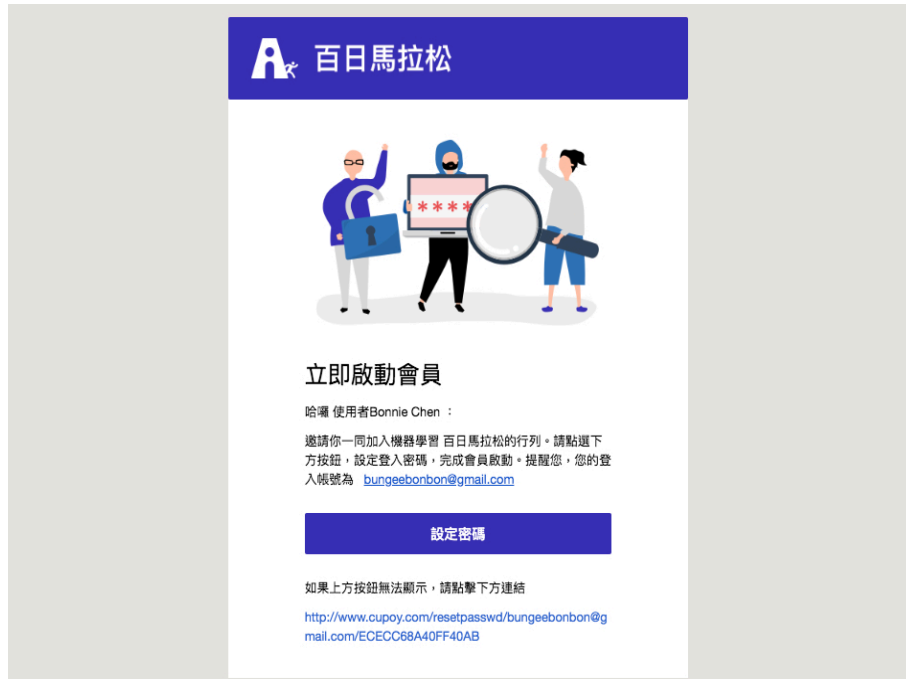 百日馬拉松
****
立即啟動會員
哈囉 使用者Bonnie Chen ：
邀請你一同加入機器學習 百日馬拉松的行列。請點選下
方按鈕，設定登入密碼，完成會員啟動。提醒您，您的登
入帳號為 bungeebonbon@gmail.com
設定密碼
如果上方按鈕無法顯示，請點擊下方連結
http://www.cupoy.com/resetpasswd/bungeebonbon@g
mail.com/ECECC68A40FF40AB